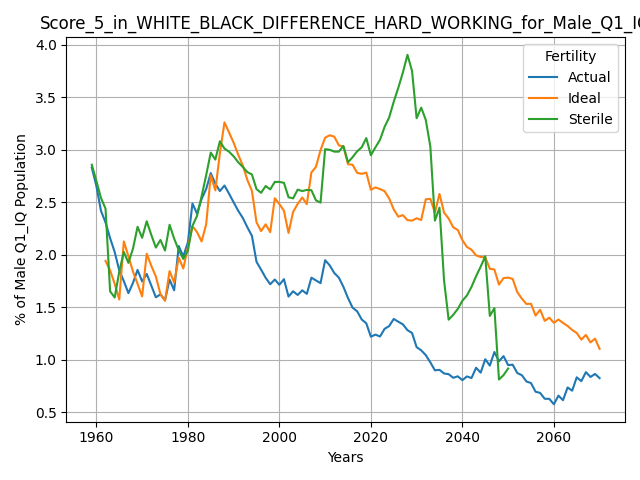 Score_5_in_WHITE_BLACK_DIFFERENCE_HARD_WORKING_for_Male_Q1_IQ
4.0
3.5
3.0
2.5
2.0
1.5
1.0
0.5
% of Male Q1_IQ Population
Fertility
Actual
Ideal
Sterile
1960
1980
2000
2020
2040
2060
Years